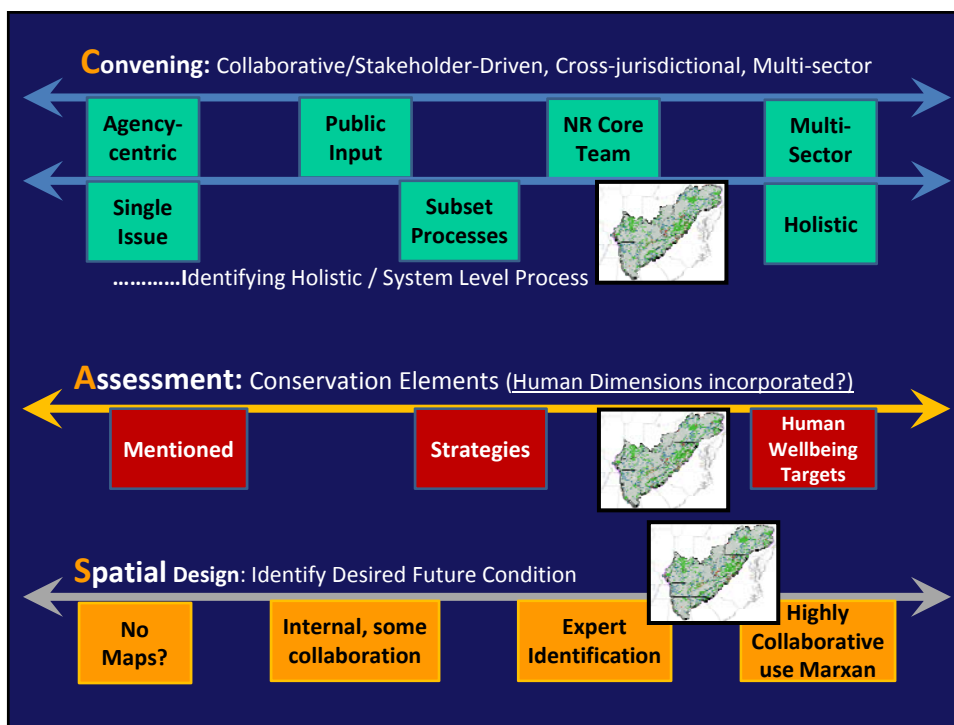 Convening: Collaborative/Stakeholder-Driven, Cross-jurisdictional, Multi-sector
Agency-
centric
Public
Input
NR Core
Team
Multi-
Sector
Single
Issue
Subset
Processes
Holistic
…………Identifying Holistic / System Level Process
Assessment: Conservation Elements (Human Dimensions incorporated?)
Mentioned
Strategies
Human
Wellbeing
Targets
Spatial Design: Identify Desired Future Condition
No
Maps?
Internal, some
collaboration
Expert
Identification
Highly
Collaborative
use Marxan